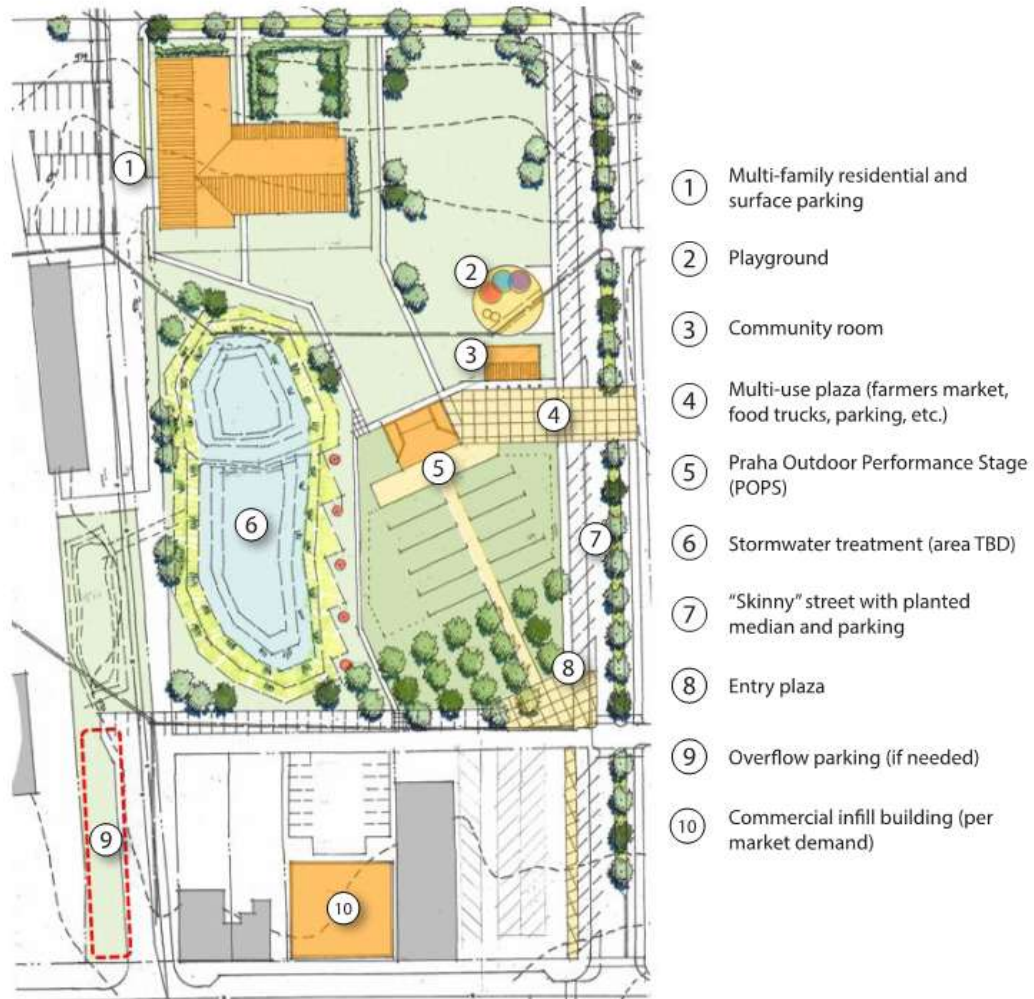 1
Multi-family residential and
surface parking
2
Playground
3
Community room
4
Multi-use plaza (farmers market,
food trucks, parking, etc.)
5
Praha Outdoor Performance Stage
(POPS)
6
Stormwater treatment (area TBD)
7
"Skinny" street with planted
median and parking
8
Entry plaza
9
Overflow parking (if needed)
10
Commercial infill building (per
market demand)
1
2
3
4
5
6
7
8
9
10